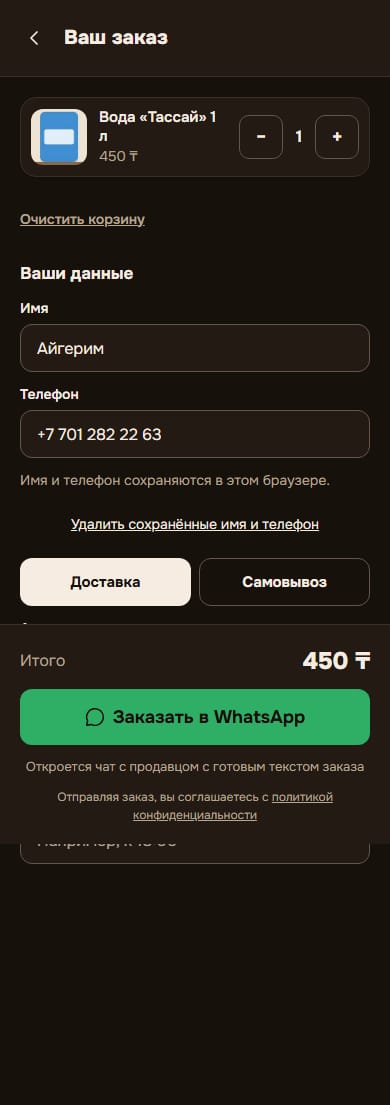 Ваш заказ
Вода «Тассай» 1
л
450 ₸
− 1 +
Очистить корзину
Ваши данные
Имя
Айгерим
Телефон
+7 701 282 22 63
Имя и телефон сохраняются в этом браузере.
Удалить сохранённые имя и телефон
Доставка
Самовывоз
Итого
450 ₸
Заказать в WhatsApp
Откроется чат с продавцом с готовым текстом заказа
Отправляя заказ, вы соглашаетесь с политикой
конфиденциальности